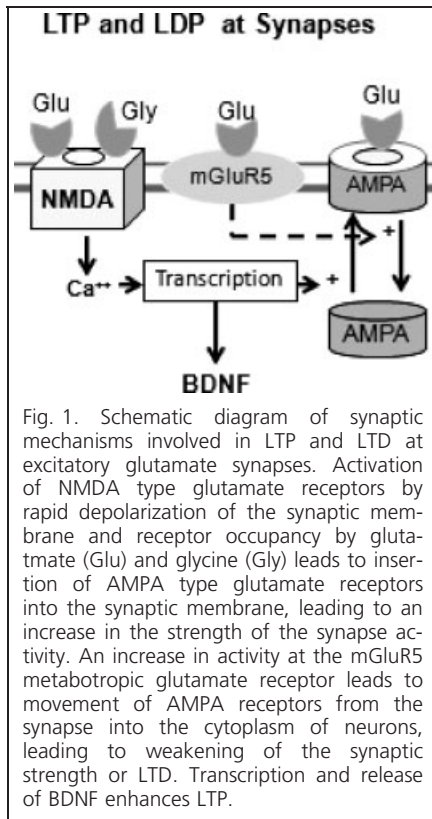 LTP and LDP at Synapses
Glu
Gly
Glu
Glu
NMDA
mGluR5
AMPA
+
Ca⁺⁺
Transcription
+
AMPA
BDNF
Fig. 1. Schematic diagram of synaptic
mechanisms involved in LTP and LTD at
excitatory glutamate synapses. Activation
of NMDA type glutamate receptors by
rapid depolarization of the synaptic mem-
brane and receptor occupancy by gluta-
tmate (Glu) and glycine (Gly) leads to inser-
tion of AMPA type glutamate receptors
into the synaptic membrane, leading to an
increase in the strength of the synapse ac-
tivity. An increase in activity at the mGluR5
metabotropic glutamate receptor leads to
movement of AMPA receptors from the
synapse into the cytoplasm of neurons,
leading to weakening of the synaptic
strength or LTD. Transcription and release
of BDNF enhances LTP.